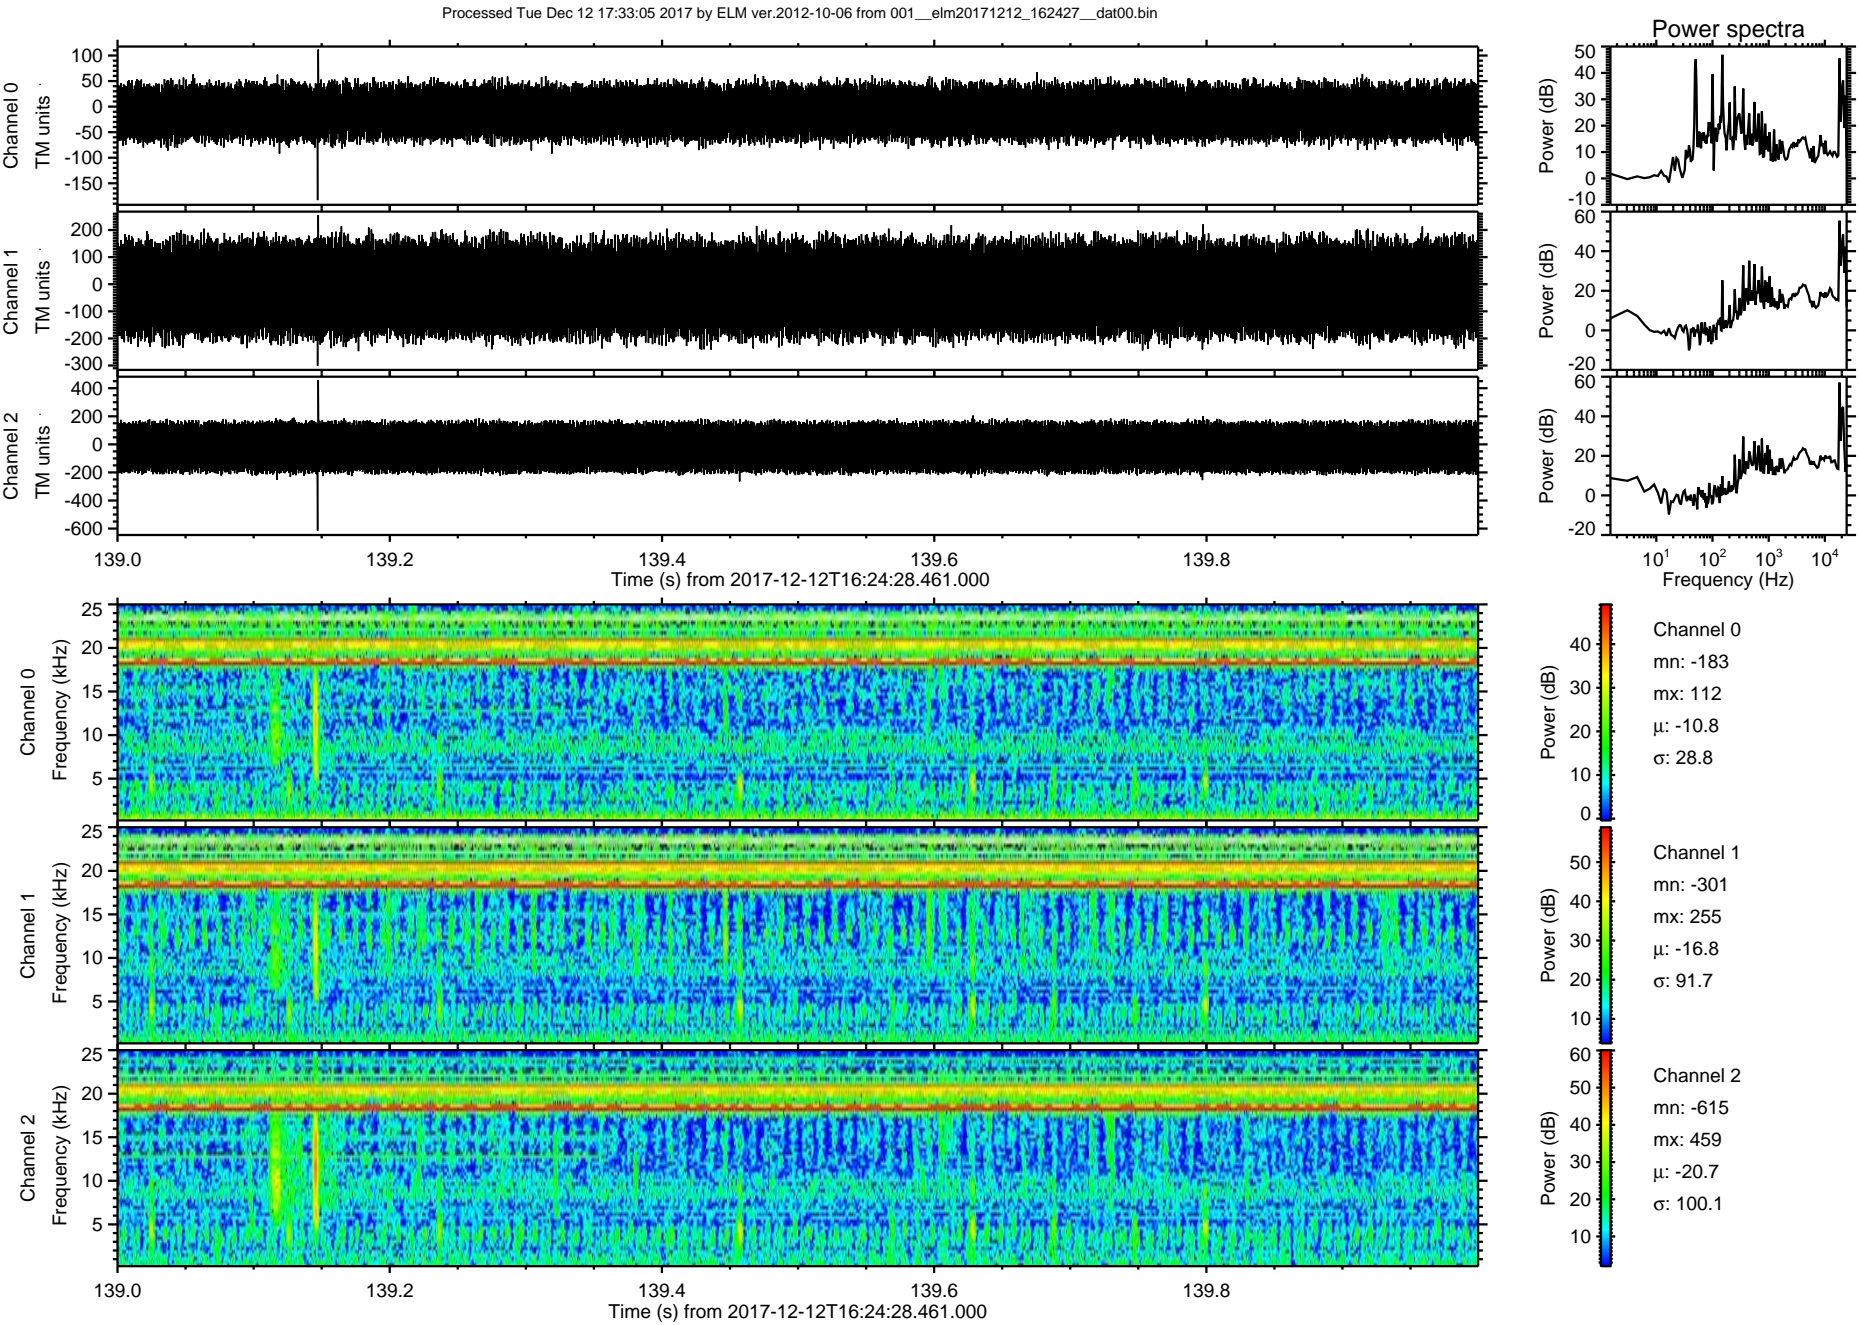 Processed Tue Dec 12 17:33:05 2017 by ELM ver.2012-10-06 from 001__elm20171212_162427__dat00.bin
Power spectra
Channel 0
TM units
100
50
0
-50
-100
-150
Power (dB)
50
40
30
20
10
0
-10
Channel 1
TM units
200
100
0
-100
-200
-300
Power (dB)
60
40
20
0
-20
Channel 2
TM units
400
200
0
-200
-400
-600
Power (dB)
60
40
20
0
-20
139.0 139.2 139.4 139.6 139.8
Time (s) from 2017-12-12T16:24:28.461.000
10^1 10^2 10^3 10^4
Frequency (Hz)
Channel 0
Frequency (kHz)
25
20
15
10
5
Power (dB)
40
30
20
10
0
Channel 0
mn: -183
mx: 112
μ: -10.8
σ: 28.8
Channel 1
Frequency (kHz)
25
20
15
10
5
Power (dB)
50
40
30
20
10
Channel 1
mn: -301
mx: 255
μ: -16.8
σ: 91.7
Channel 2
Frequency (kHz)
25
20
15
10
5
Power (dB)
60
50
40
30
20
10
Channel 2
mn: -615
mx: 459
μ: -20.7
σ: 100.1
139.0 139.2 139.4 139.6 139.8
Time (s) from 2017-12-12T16:24:28.461.000